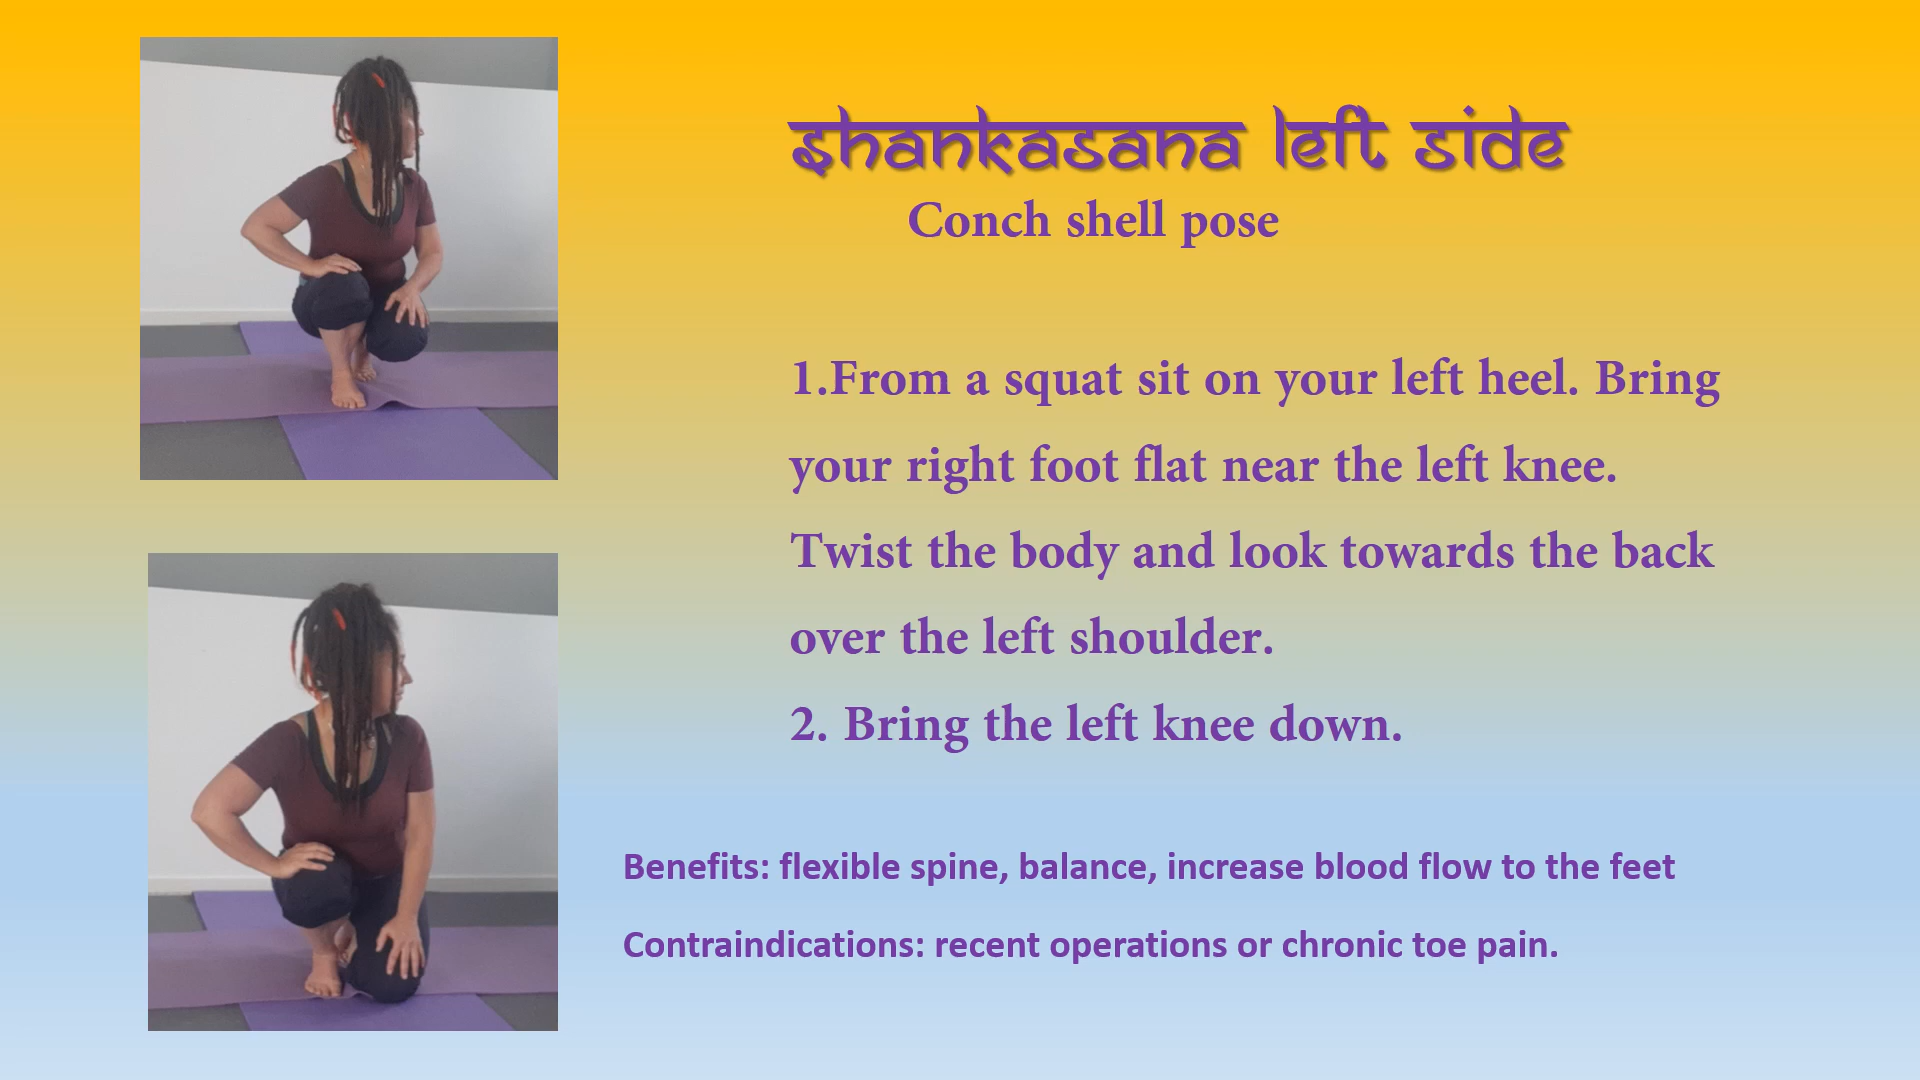 Shankasana left side
Conch shell pose
1.From a squat sit on your left heel. Bring
your right foot flat near the left knee.
Twist the body and look towards the back
over the left shoulder.
2. Bring the left knee down.
Benefits: flexible spine, balance, increase blood flow to the feet
Contraindications: recent operations or chronic toe pain.